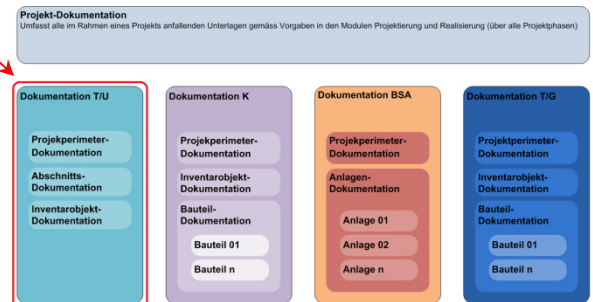 Projekt-Dokumentation
Umfasst alle im Rahmen eines Projekts anfallenden Unterlagen gemäss Vorgaben in den Modulen Projektierung und Realisierung (über alle Projektphasen)
Dokumentation T/U
Projekperimeter-
Dokumentation
Abschnitts-
Dokumentation
Inventarobjekt-
Dokumentation
Dokumentation K
Projekperimeter-
Dokumentation
Inventarobjekt-
Dokumentation
Bauteil-
Dokumentation
Bauteil 01
Bauteil n
Dokumentation BSA
Projekperimeter-
Dokumentation
Anlagen-
Dokumentation
Anlage 01
Anlage 02
Anlage n
Dokumentation T/G
Projektperimeter-
Dokumentation
Inventarobjekt-
Dokumentation
Bauteil-
Dokumentation
Bauteil 01
Bauteil n